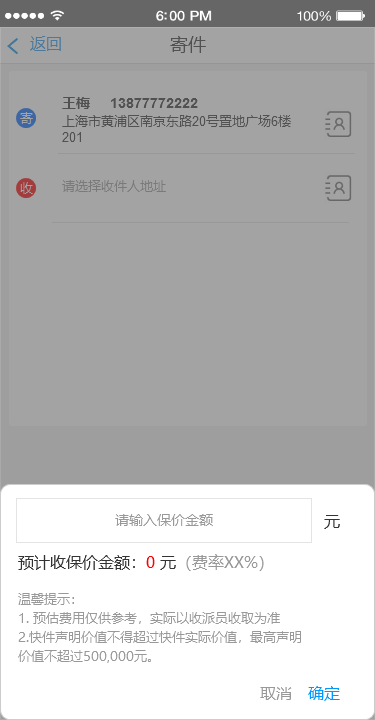 6:00 PM 100%
返回 寄件
王梅 13877772222
寄 上海市黄浦区南京东路20号置地广场6楼
201
收 请选择收件人地址
请输入保价金额 元
预计收保价金额：0 元（费率XX%）
温馨提示：
1. 预估费用仅供参考，实际以收派员收取为准
2.快件声明价值不得超过快件实际价值，最高声明
价值不超过500,000元。
取消 确定